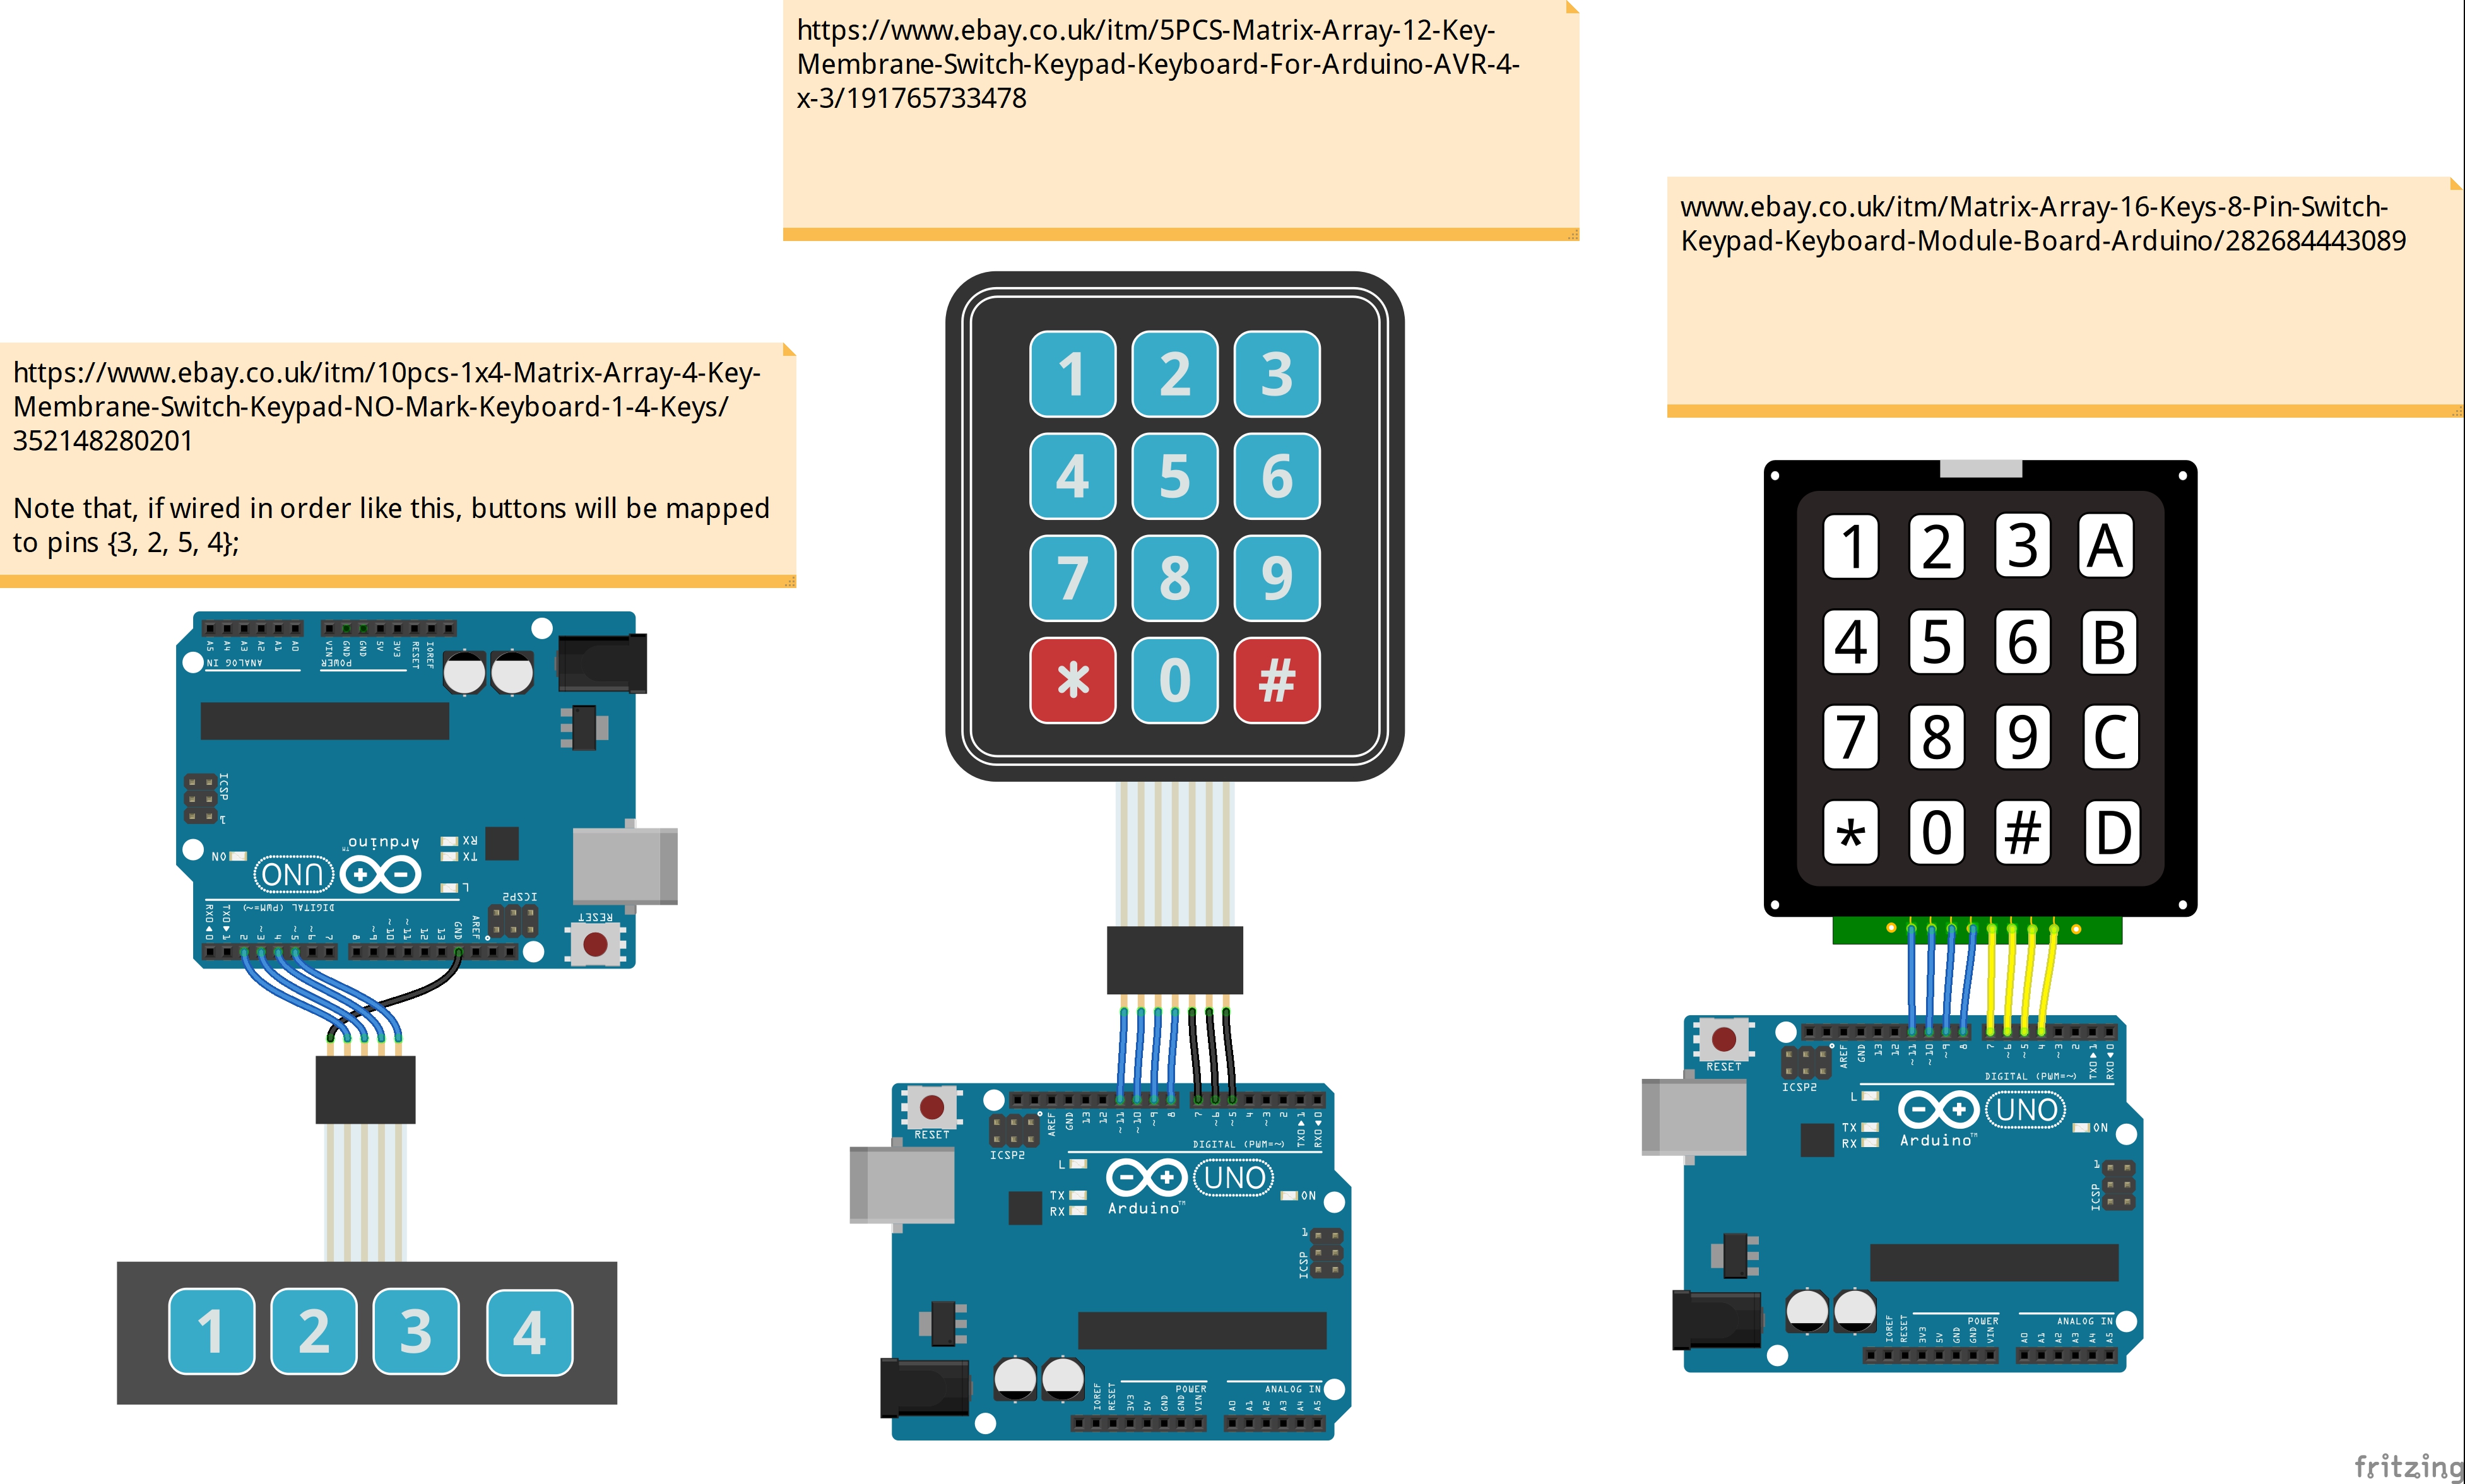 https://www.ebay.co.uk/itm/5PCS-Matrix-Array-12-Key-
Membrane-Switch-Keypad-Keyboard-For-Arduino-AVR-4-
x-3/191765733478
www.ebay.co.uk/itm/Matrix-Array-16-Keys-8-Pin-Switch-
Keypad-Keyboard-Module-Board-Arduino/282684443089
https://www.ebay.co.uk/itm/10pcs-1x4-Matrix-Array-4-Key-
Membrane-Switch-Keypad-NO-Mark-Keyboard-1-4-Keys/
352148280201
Note that, if wired in order like this, buttons will be mapped
to pins {3, 2, 5, 4};
A5 A4 A3 A2 A1 A0 VIN GND GND 5V 3V3 RESET IOREF
ANALOG IN POWER
ICSP
1
Arduino™ RX
ON TX
UNO
L
ICSP2
DIGITAL (PWM=~)
RX0◄0 TX0►1 2 ~3 4 ~5 ~6 7 8 ~9 ~10 ~11 12 13 GND AREF
RESET
1 2 3 4
1 2 3
4 5 6
7 8 9
* 0 #
RESET
AREF GND 13 12 ~11 ~10 ~9 8 7 ~6 ~5 4 ~3 2 TX0►1 RX0◄0
ICSP2
DIGITAL (PWM=~)
L
UNO
TX ON
RX Arduino™
1
ICSP
IOREF RESET 3V3 5V GND GND VIN A0 A1 A2 A3 A4 A5
POWER ANALOG IN
1 2 3 A
4 5 6 B
7 8 9 C
* 0 # D
RESET
AREF GND 13 12 ~11 ~10 ~9 8 7 ~6 ~5 4 ~3 2 TX0►1 RX0◄0
ICSP2
DIGITAL (PWM=~)
L
UNO
TX ON
RX Arduino™
1
ICSP
POWER ANALOG IN
IOREF RESET 3V3 5V GND GND VIN A0 A1 A2 A3 A4 A5
fritzing